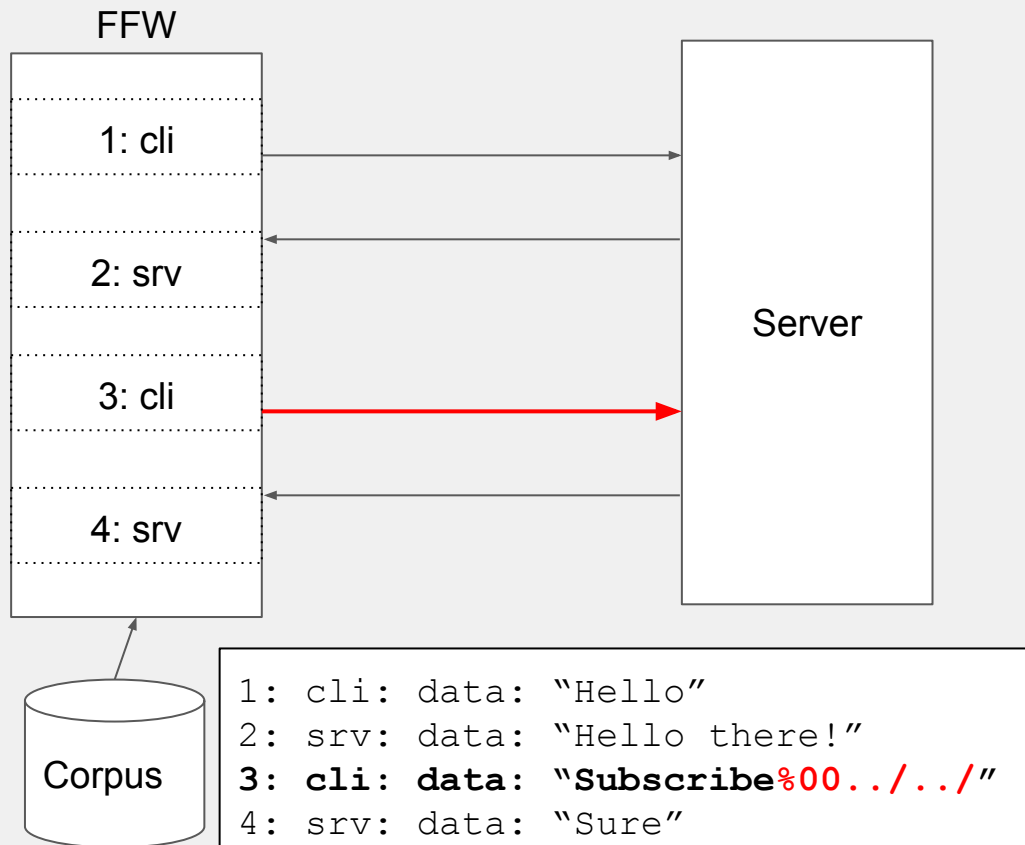 FFW
1: cli
2: srv
3: cli
4: srv
Server
Corpus
1: cli: data: “Hello”
2: srv: data: “Hello there!”
3: cli: data: “Subscribe%00../../”
4: srv: data: “Sure”